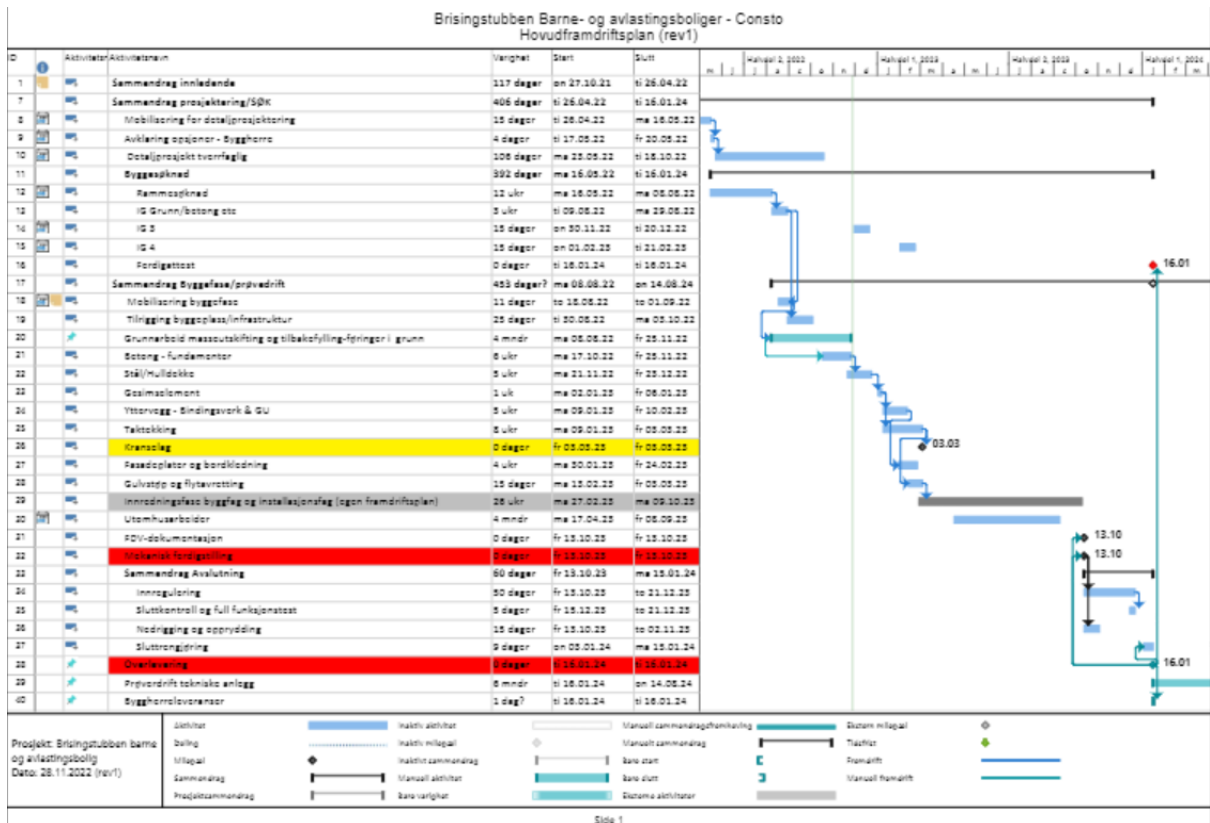 Brisingstubben Barne- og avlastingsboliger - Consto
Hovudframdriftsplan (rev1)
ID Aktivitetsr Aktivitetsnavn Varighet Start Slutt Halvdel 2, 2022 Halvdel 1, 2023 Halvdel 2, 2023 Halvdel 1, 2024
1 Sammendrag innledende 117 dager on 27.10.21 ti 26.04.22
7 Sammendrag prosjektering/SØK 406 dager ti 26.04.22 ti 16.01.24
8 Mobilisering for detaljprosjektering 15 dager ti 26.04.22 ma 16.05.22
9 Avklaring opsjoner - Byggherre 4 dager ti 17.05.22 fr 20.05.22
10 Detaljprosjekt tverrfaglig 106 dager ma 23.05.22 ti 18.10.22
11 Byggesøknad 392 dager ma 16.05.22 ti 16.01.24
12 Rammesøknad 12 ukr ma 16.05.22 ma 08.08.22
13 IG Grunn/betong etc 3 ukr ti 09.08.22 ma 29.08.22
14 IG 3 15 dager on 30.11.22 ti 20.12.22
15 IG 4 15 dager on 01.02.23 ti 21.02.23
16 Ferdigattest 0 dager ti 16.01.24 ti 16.01.24 16.01
17 Sammendrag Byggefase/prøvedrift 453 dager? ma 08.08.22 on 14.08.24
18 Mobilisering byggefase 11 dager to 18.08.22 to 01.09.22
19 Tilrigging byggeplass/infrastruktur 25 dager ti 30.08.22 ma 03.10.22
20 Grunnarbeid masseutskifting og tilbakefylling-føringer i grunn 4 mndr ma 08.08.22 fr 25.11.22
21 Betong - fundamenter 6 ukr ma 17.10.22 fr 25.11.22
22 Stål/Hulldekke 5 ukr ma 21.11.22 fr 23.12.22
23 Gesimselement 1 uk ma 02.01.23 fr 06.01.23
24 Yttervegg - Bindingsverk & GU 5 ukr ma 09.01.23 fr 10.02.23
25 Taktekking 8 ukr ma 09.01.23 fr 03.03.23
26 Kranselag 0 dager fr 03.03.23 fr 03.03.23 03.03
27 Fasadeplater og bordkledning 4 ukr ma 30.01.23 fr 24.02.23
28 Gulvstøp og flytavretting 15 dager ma 13.02.23 fr 03.03.23
29 Innredningsfase byggfag og installasjonsfag (egen framdriftsplan) 28 ukr ma 27.02.23 ma 09.10.23
30 Utomhusarbeider 4 mndr ma 17.04.23 fr 08.09.23
31 FDV-dokumentasjon 0 dager fr 13.10.23 fr 13.10.23 13.10
32 Mekanisk ferdigstilling 0 dager fr 13.10.23 fr 13.10.23 13.10
33 Sammendrag Avslutning 60 dager fr 13.10.23 ma 15.01.24
34 Innregulering 50 dager fr 13.10.23 to 21.12.23
35 Sluttkontroll og full funksjonstest 5 dager fr 15.12.23 to 21.12.23
36 Nedrigging og opprydding 15 dager fr 13.10.23 to 02.11.23
37 Sluttrengjøring 9 dager on 03.01.24 ma 15.01.24
38 Overlevering 0 dager ti 16.01.24 ti 16.01.24 16.01
39 Prøverdrift tekniske anlegg 6 mndr ti 16.01.24 on 14.08.24
40 Byggherreleveranser 1 dag? ti 16.01.24 ti 16.01.24
Prosjekt: Brisingstubben barne
og avlastingsbolig
Dato: 28.11.2022 (rev1)
Aktivitet Inaktiv aktivitet Manuell sammendragsfremheving Ekstern milepæl
Deling Inaktiv milepæl Manuelt sammendrag Tidsfrist
Milepæl Inaktivt sammendrag Bare start Fremdrift
Sammendrag Manuell aktivitet Bare slutt Manuell fremdrift
Prosjektsammendrag Bare varighet Eksterne aktiviteter
Side 1